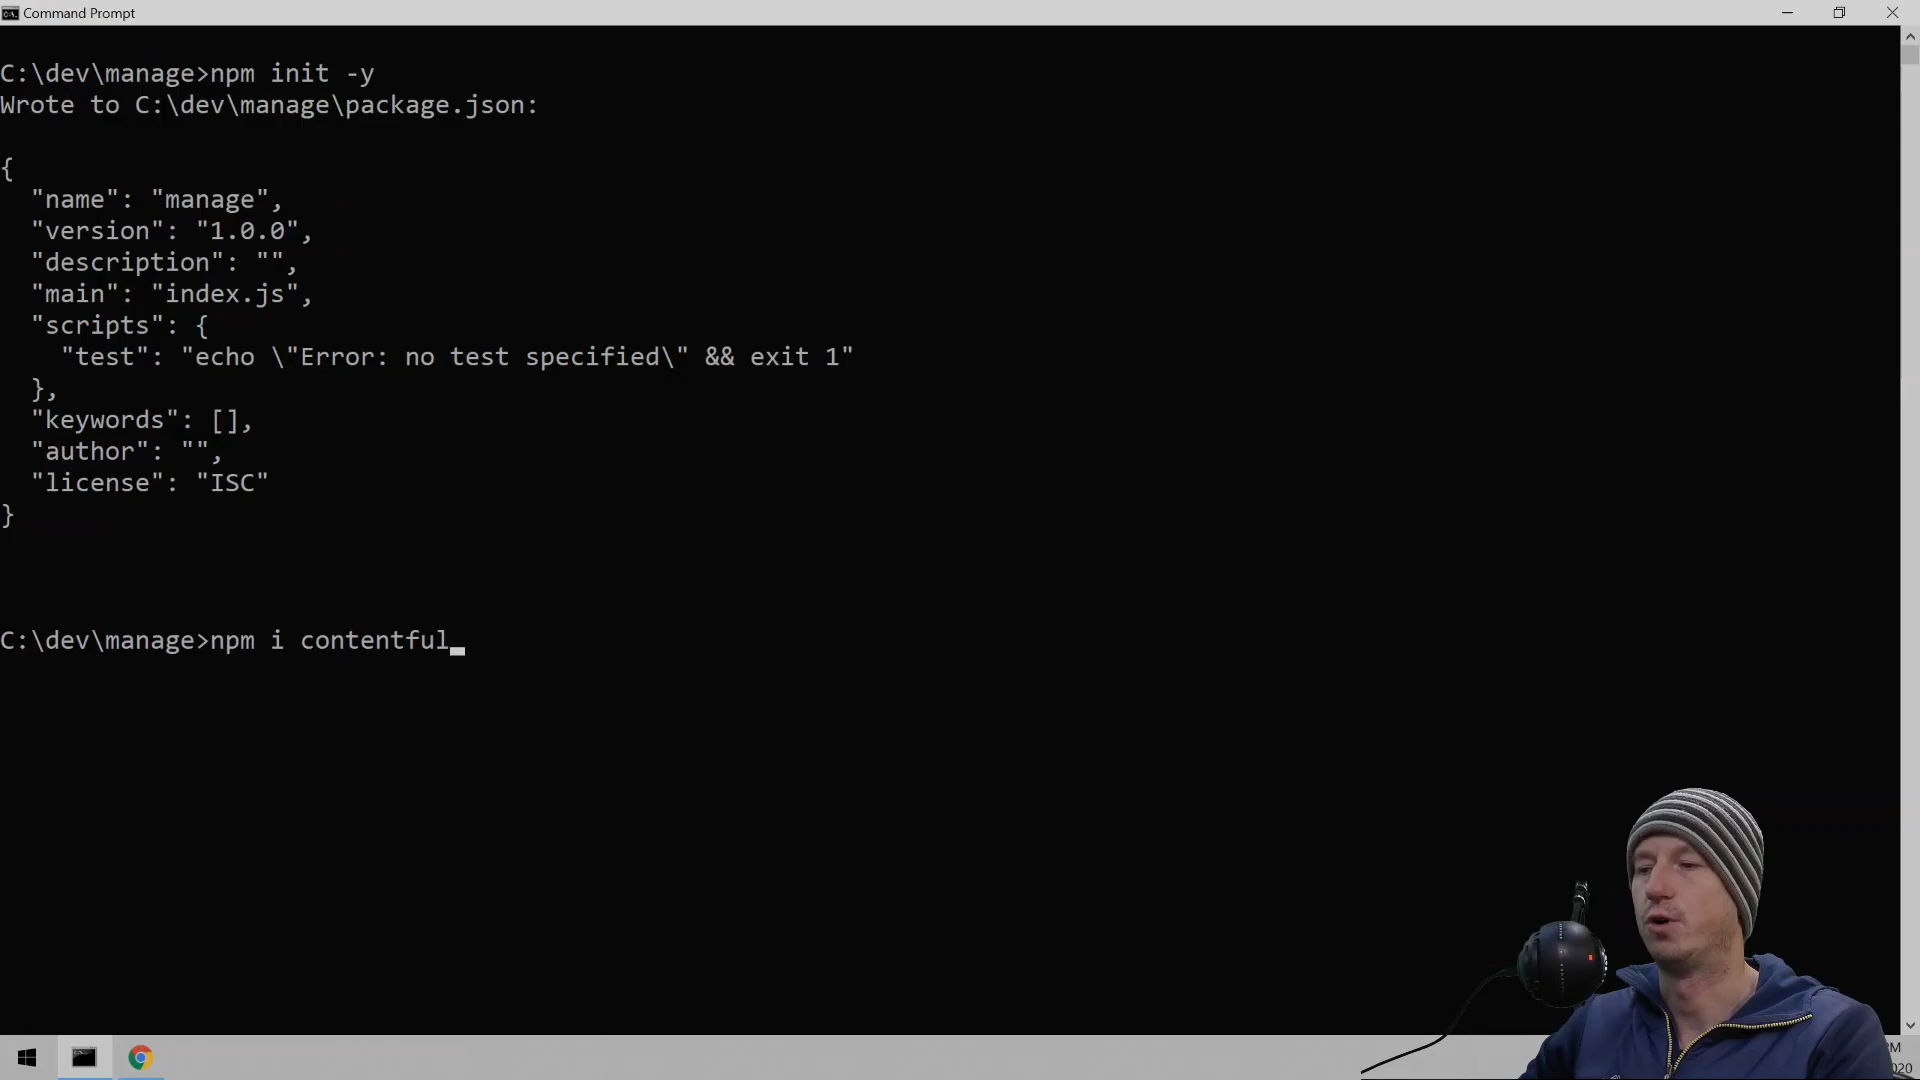 Command Prompt
C:\dev\manage>npm init -y
Wrote to C:\dev\manage\package.json:
{
"name": "manage",
"version": "1.0.0",
"description": "",
"main": "index.js",
"scripts": {
"test": "echo \"Error: no test specified\" && exit 1"
},
"keywords": [],
"author": "",
"license": "ISC"
}
C:\dev\manage>npm i contentful_